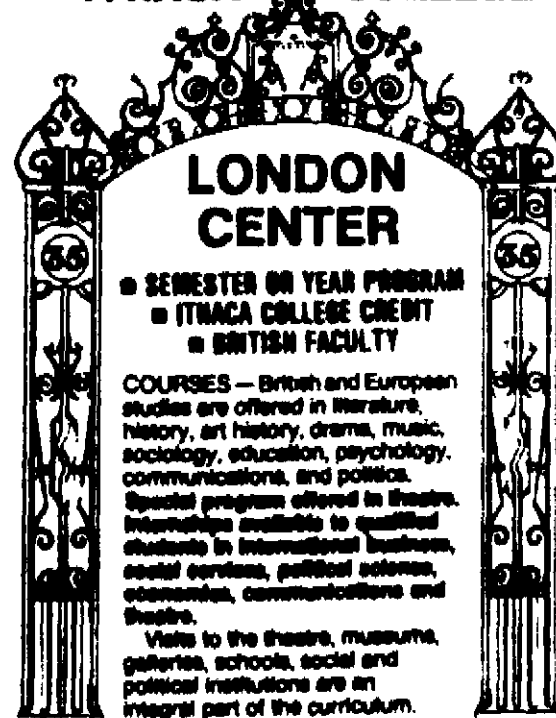 LONDON
CENTER
■ SEMESTER OR YEAR PROGRAM
■ ITHACA COLLEGE CREDIT
■ BRITISH FACULTY
COURSES — British and European
studies are offered in literature,
history, art history, drama, music,
sociology, education, psychology,
communications, and politics.
Special program offered in theatre.
Internships available to qualified
students in international business,
social services, political science,
economics, communications and
theatre.
Visits to the theatre, museums,
galleries, schools, social and
political institutions are an
integral part of the curriculum.
35
35